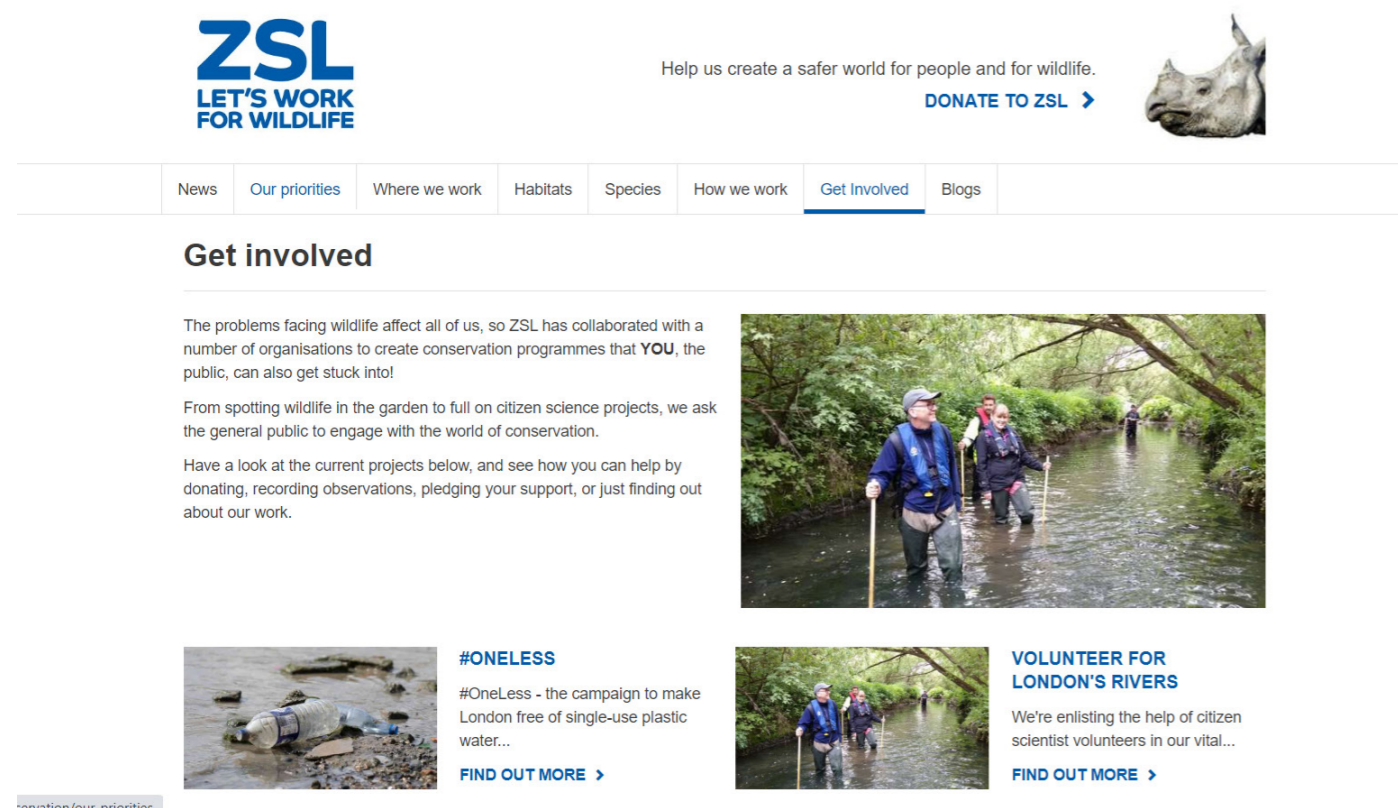 ZSL
LET'S WORK
FOR WILDLIFE
Help us create a safer world for people and for wildlife.
DONATE TO ZSL
News
Our priorities
Where we work
Habitats
Species
How we work
Get Involved
Blogs
Get involved
The problems facing wildlife affect all of us, so ZSL has collaborated with a
number of organisations to create conservation programmes that YOU, the
public, can also get stuck into!
From spotting wildlife in the garden to full on citizen science projects, we ask
the general public to engage with the world of conservation.
Have a look at the current projects below, and see how you can help by
donating, recording observations, pledging your support, or just finding out
about our work.
#ONELESS
#OneLess - the campaign to make
London free of single-use plastic
water...
FIND OUT MORE
VOLUNTEER FOR
LONDON'S RIVERS
We're enlisting the help of citizen
scientist volunteers in our vital...
FIND OUT MORE